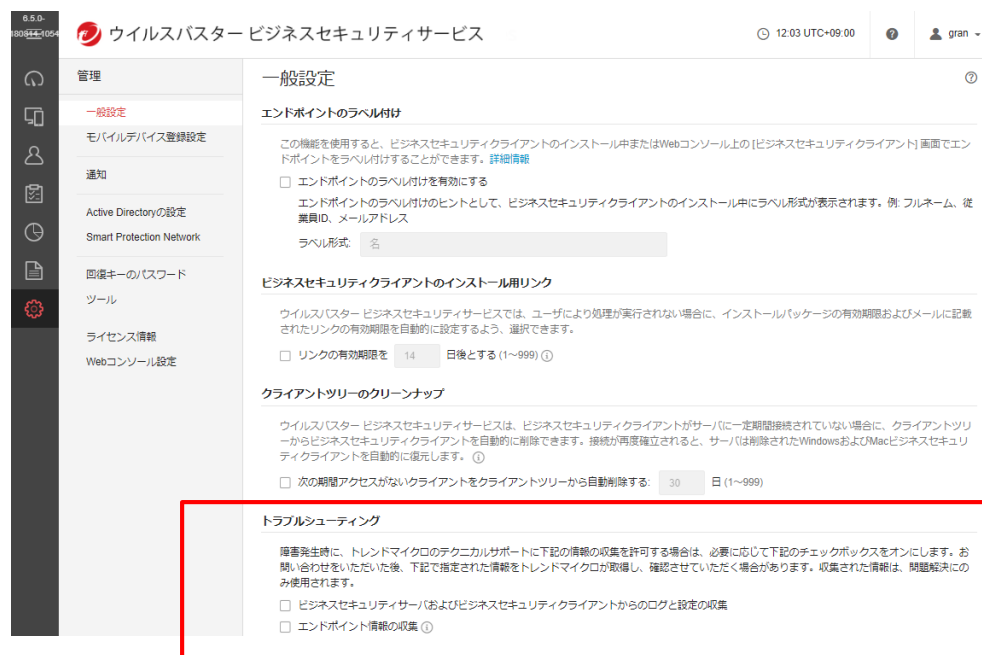 6.5.0-
ウイルスバスター ビジネスセキュリティサービス
12:03 UTC+09:00
gran
管理
一般設定
モバイルデバイス登録設定
通知
Active Directoryの設定
Smart Protection Network
回復キーのパスワード
ツール
ライセンス情報
Webコンソール設定
一般設定
エンドポイントのラベル付け
この機能を使用すると、ビジネスセキュリティクライアントのインストール中またはWebコンソール上の [ビジネスセキュリティクライアント] 画面でエン
ドポイントをラベル付けすることができます。詳細情報
エンドポイントのラベル付けを有効にする
エンドポイントのラベル付けのヒントとして、ビジネスセキュリティクライアントのインストール中にラベル形式が表示されます。例: フルネーム、従
業員ID、メールアドレス
ラベル形式: 名
ビジネスセキュリティクライアントのインストール用リンク
ウイルスバスター ビジネスセキュリティサービスでは、ユーザにより処理が実行されない場合に、インストールパッケージの有効期限およびメールに記載
されたリンクの有効期限を自動的に設定するよう、選択できます。
リンクの有効期限を 14 日後とする (1～999)
クライアントツリーのクリーンナップ
ウイルスバスター ビジネスセキュリティサービスは、ビジネスセキュリティクライアントがサーバに一定期間接続されていない場合に、クライアントツリ
ーからビジネスセキュリティクライアントを自動的に削除できます。接続が再度確立されると、サーバは削除されたWindowsおよびMacビジネスセキュリ
ティクライアントを自動的に復元します。
次の期間アクセスがないクライアントをクライアントツリーから自動削除する: 30 日 (1～999)
トラブルシューティング
障害発生時に、トレンドマイクロのテクニカルサポートに下記の情報の収集を許可する場合は、必要に応じて下記のチェックボックスをオンにします。お
問い合わせをいただいた後、下記で指定された情報をトレンドマイクロが取得し、確認させていただく場合があります。収集された情報は、問題解決にの
み使用されます。
ビジネスセキュリティサーバおよびビジネスセキュリティクライアントからのログと設定の収集
エンドポイント情報の収集